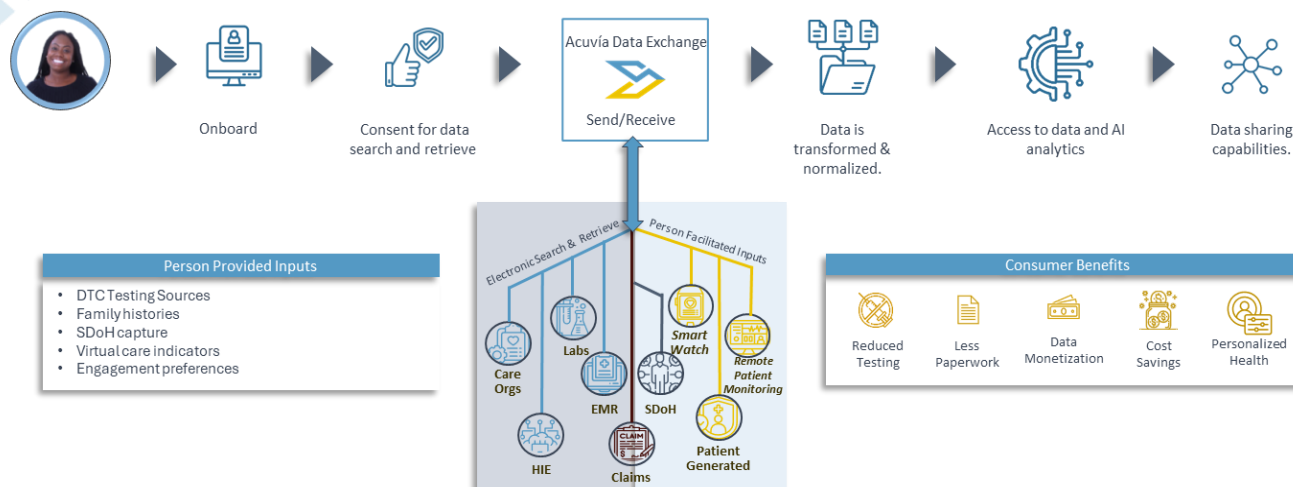 Acuvía Data Exchange
Send/Receive
Onboard
Consent for data
search and retrieve
Data is
transformed &
normalized.
Access to data and AI
analytics
Data sharing
capabilities.
Person Provided Inputs
• DTC Testing Sources
• Family histories
• SDoH capture
• Virtual care indicators
• Engagement preferences
Electronic Search & Retrieve
Person Facilitated Inputs
Care
Orgs
HIE
Labs
EMR
CLAIM
$
Claims
SDoH
Smart
Watch
Remote
Patient
Monitoring
Patient
Generated
Consumer Benefits
Reduced
Testing
Less
Paperwork
Data
Monetization
Cost
Savings
Personalized
Health